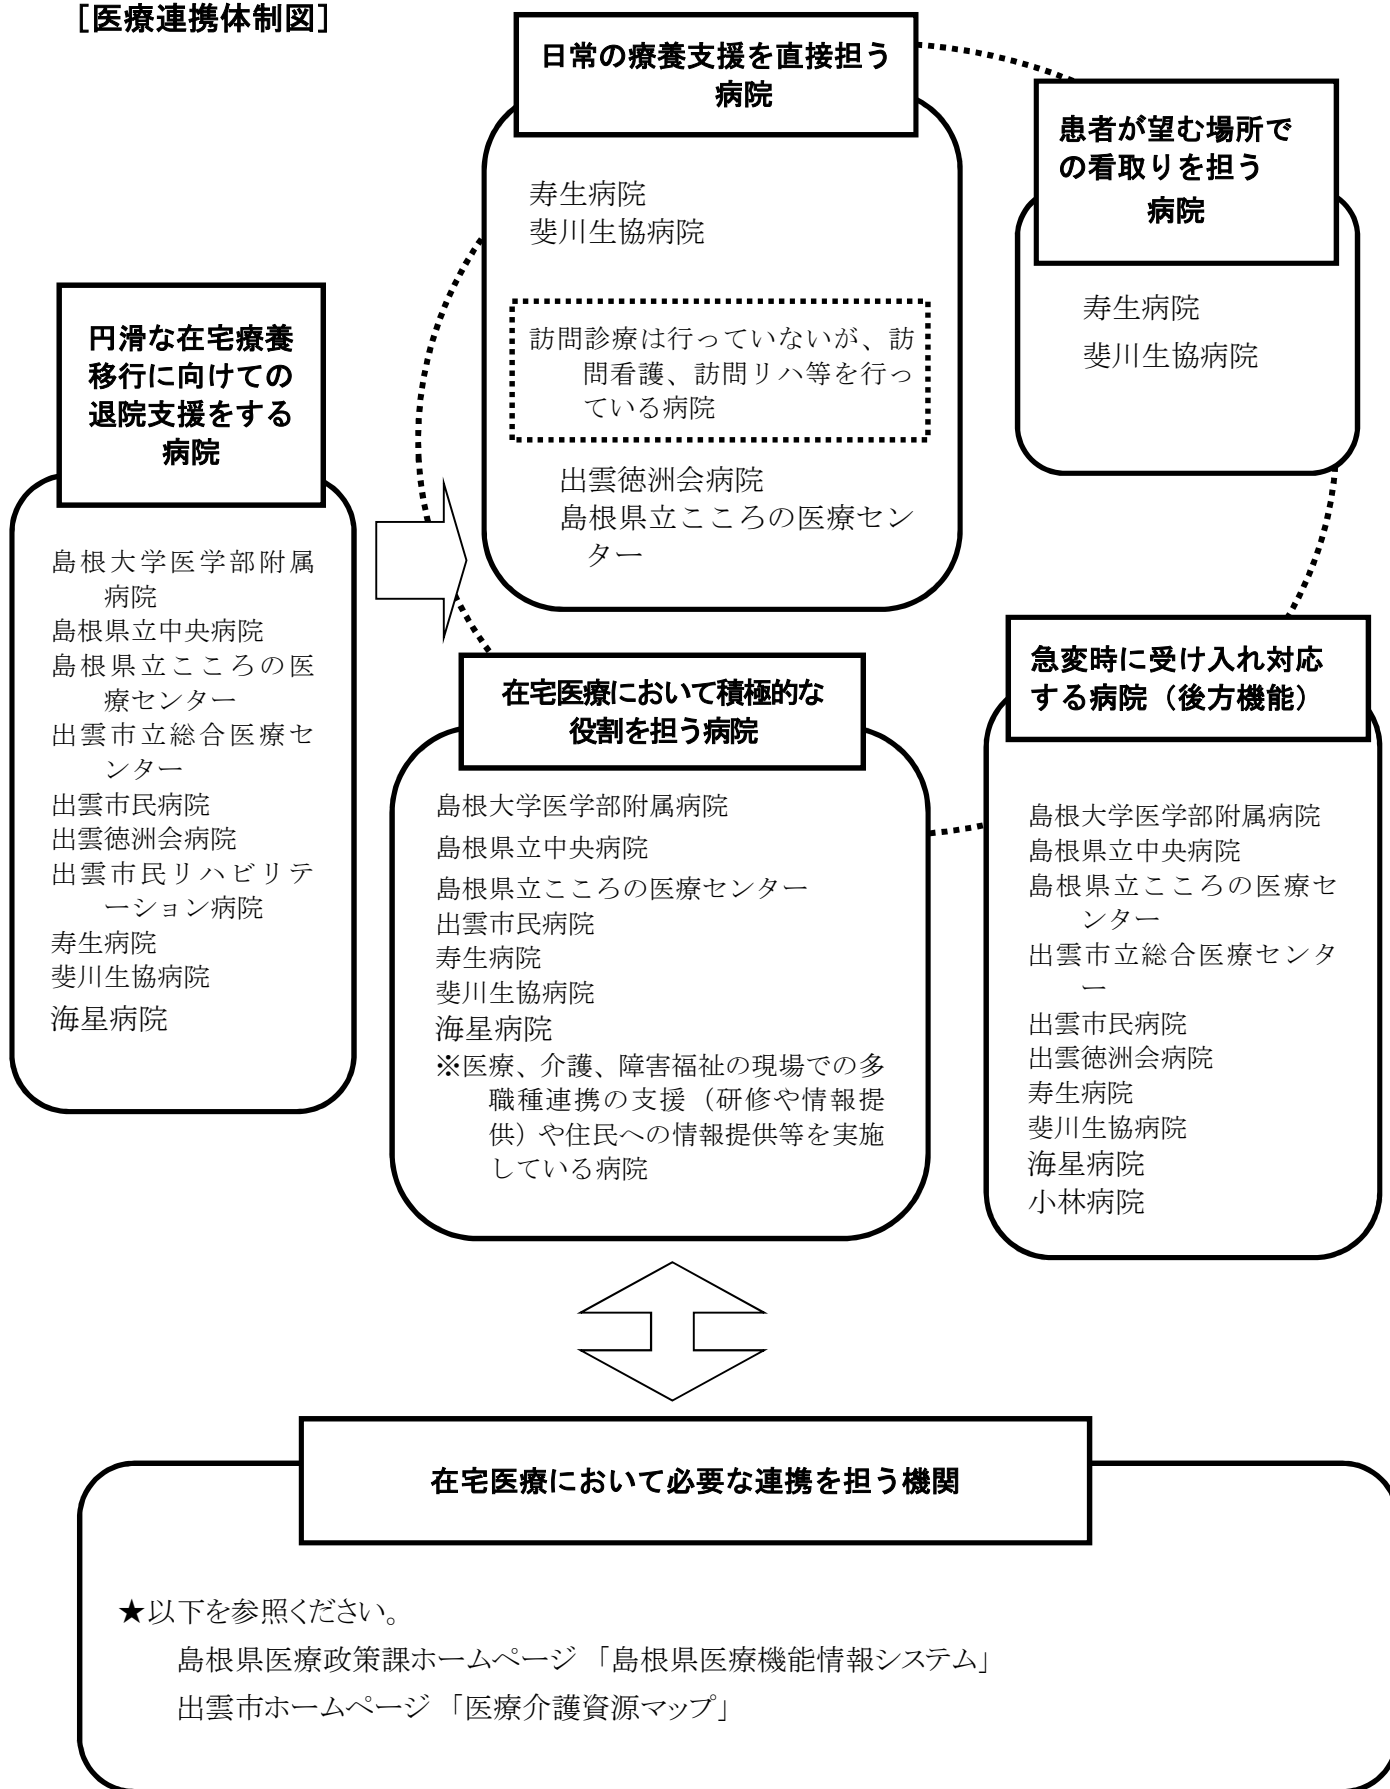 ［医療連携体制図］
日常の療養支援を直接担う
病院
寿生病院
斐川生協病院
訪問診療は行っていないが、訪
問看護、訪問リハ等を行っ
ている病院
出雲徳洲会病院
島根県立こころの医療セン
ター
患者が望む場所で
の看取りを担う
病院
寿生病院
斐川生協病院
円滑な在宅療養
移行に向けての
退院支援をする
病院
島根大学医学部附属
病院
島根県立中央病院
島根県立こころの医
療センター
出雲市立総合医療セ
ンター
出雲市民病院
出雲徳洲会病院
出雲市民リハビリテ
ーション病院
寿生病院
斐川生協病院
海星病院
在宅医療において積極的な
役割を担う病院
島根大学医学部附属病院
島根県立中央病院
島根県立こころの医療センター
出雲市民病院
寿生病院
斐川生協病院
海星病院
※医療、介護、障害福祉の現場での多
職種連携の支援（研修や情報提
供）や住民への情報提供等を実施
している病院
急変時に受け入れ対応
する病院（後方機能）
島根大学医学部附属病院
島根県立中央病院
島根県立こころの医療セ
ンター
出雲市立総合医療センタ
ー
出雲市民病院
出雲徳洲会病院
寿生病院
斐川生協病院
海星病院
小林病院
在宅医療において必要な連携を担う機関
★以下を参照ください。
島根県医療政策課ホームページ「島根県医療機能情報システム」
出雲市ホームページ「医療介護資源マップ」